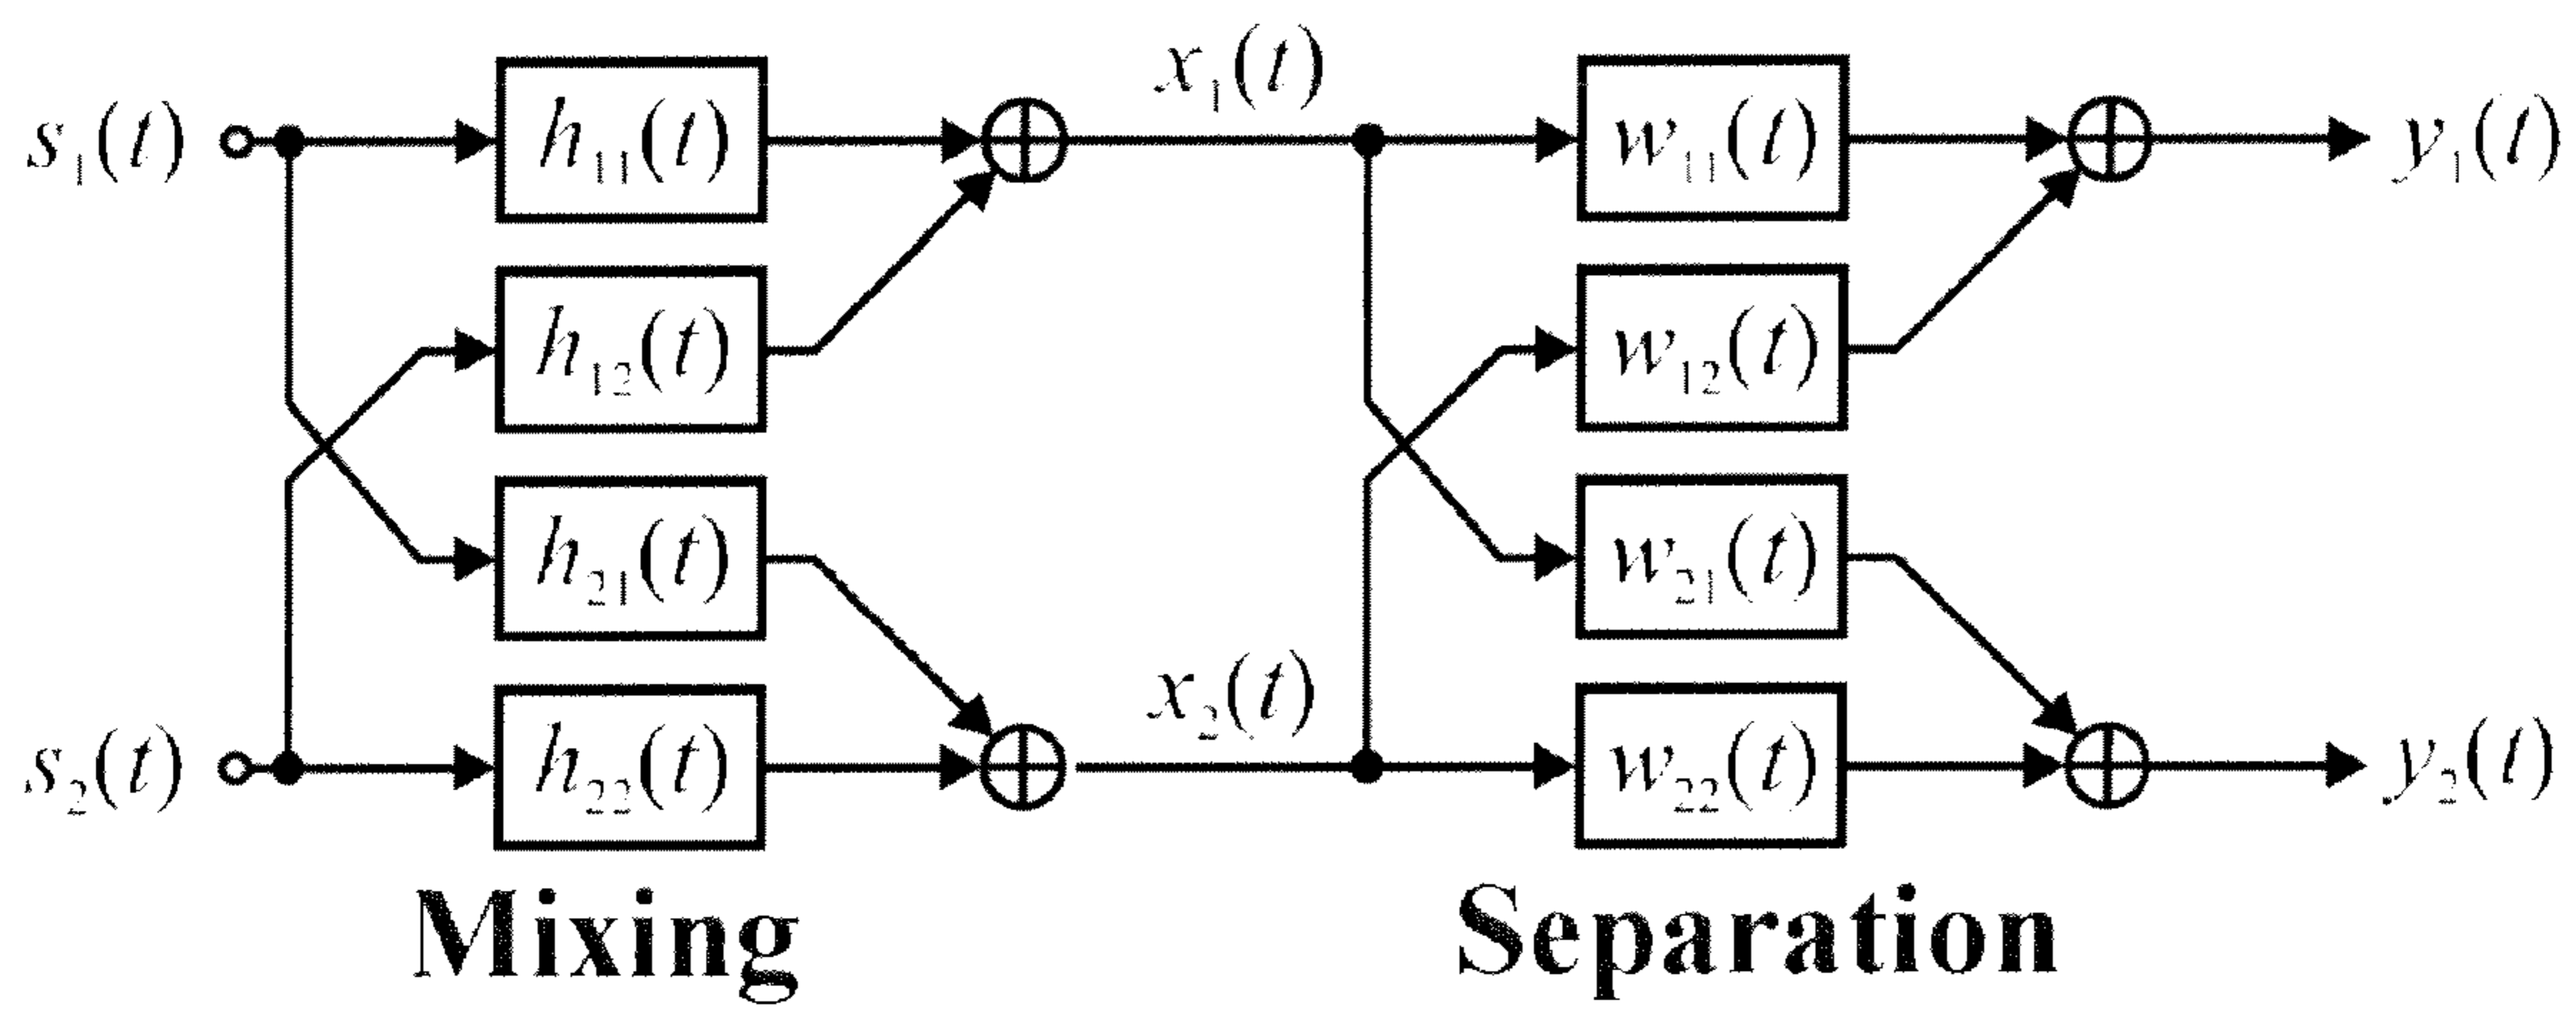 s₁(t) h₁₁(t) x₁(t) w₁₁(t) y₁(t)
h₁₂(t) w₁₂(t)
h₂₁(t) w₂₁(t)
s₂(t) h₂₂(t) x₂(t) w₂₂(t) y₂(t)
Mixing Separation